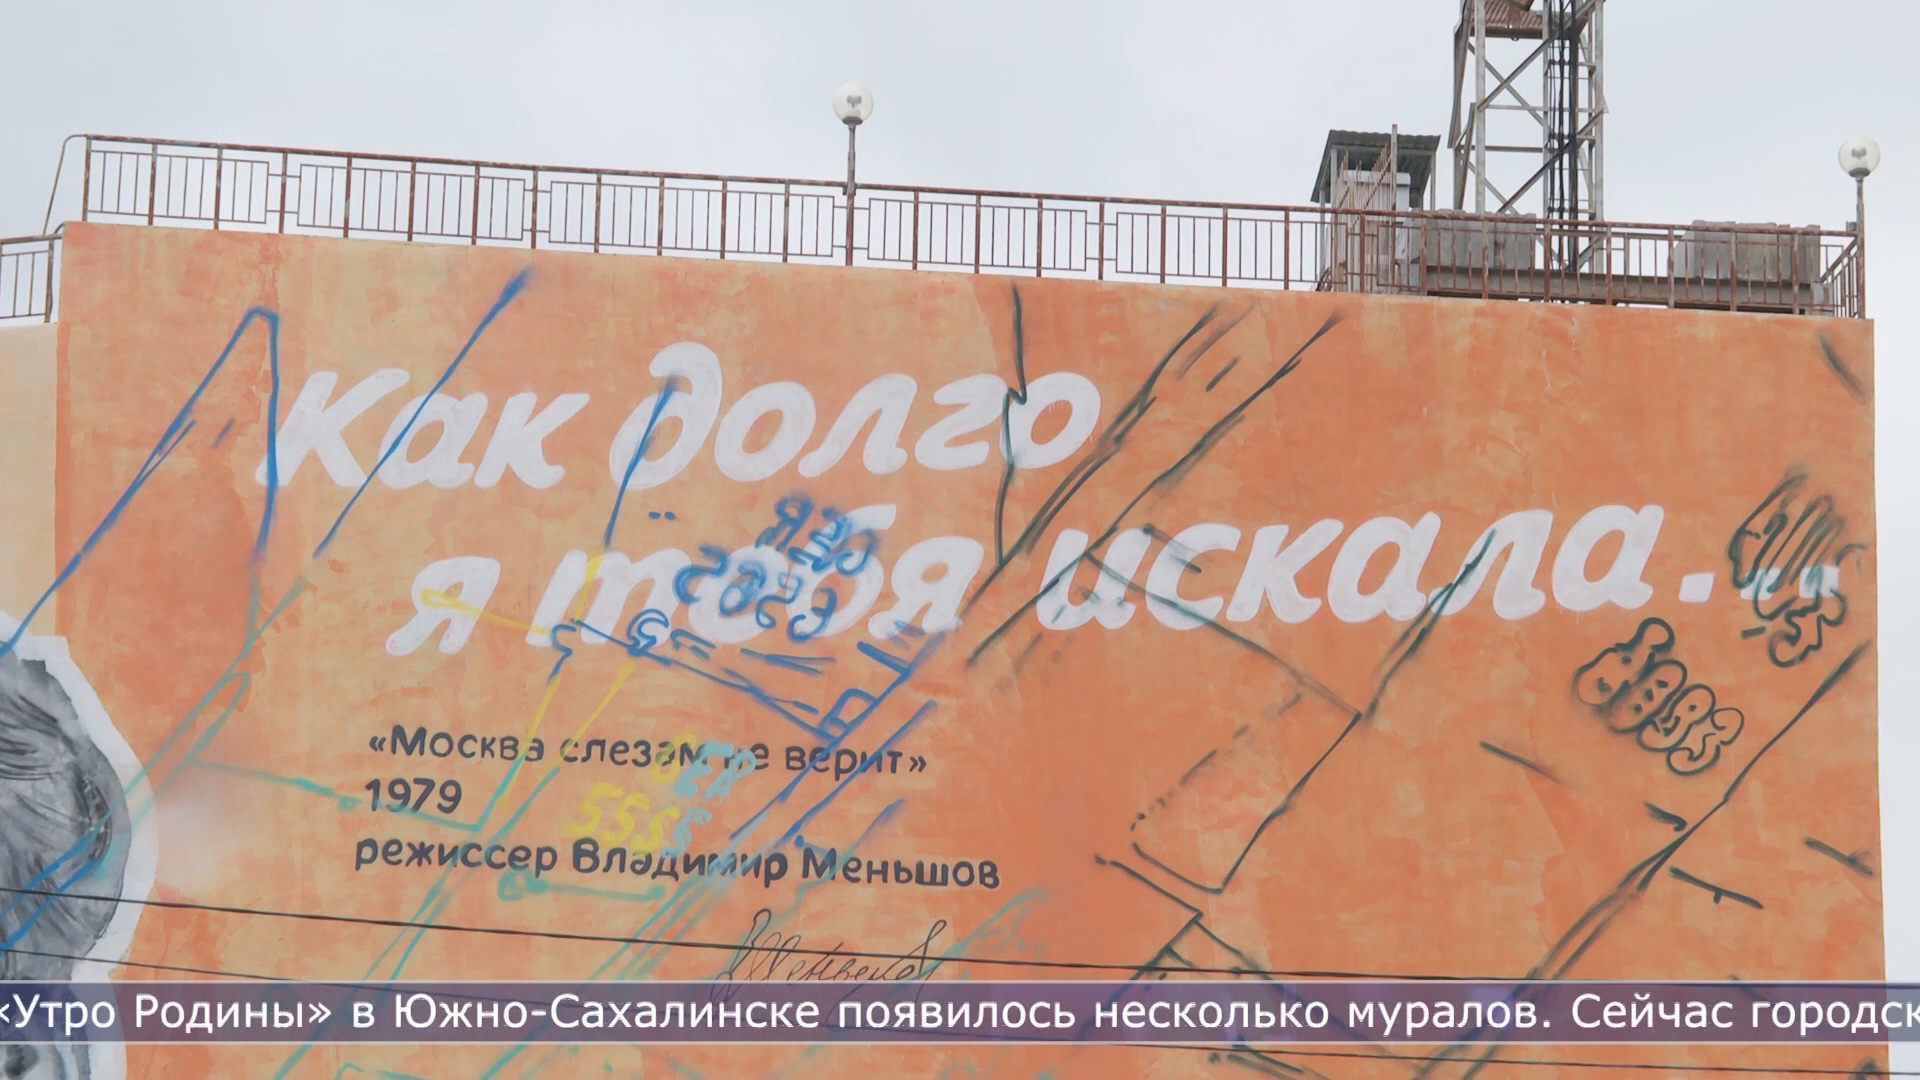 Как долго
я тебя искала...
«Москва слезам не верит»
1979
режиссер Владимир Меньшов
«Утро Родины» в Южно-Сахалинске появилось несколько муралов. Сейчас городск